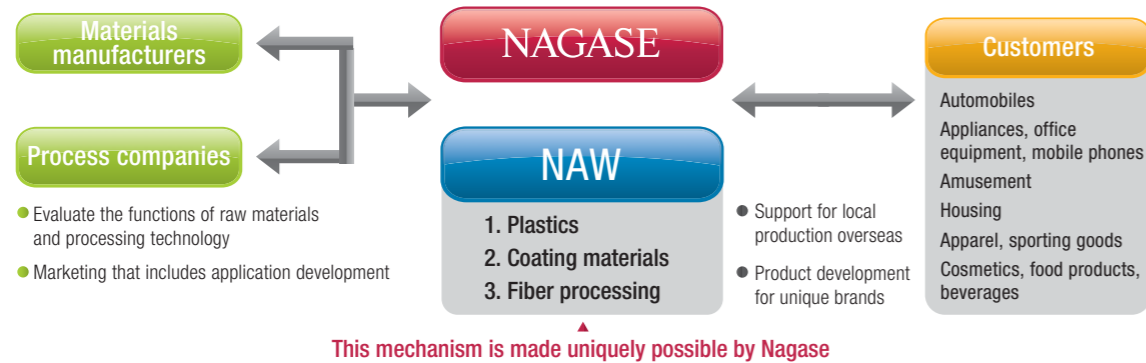 Materials
manufacturers
Process companies
Evaluate the functions of raw materials
and processing technology
Marketing that includes application development
NAGASE
NAW
1. Plastics
2. Coating materials
3. Fiber processing
Support for local
production overseas
Product development
for unique brands
Customers
Automobiles
Appliances, office
equipment, mobile phones
Amusement
Housing
Apparel, sporting goods
Cosmetics, food products,
beverages
This mechanism is made uniquely possible by Nagase